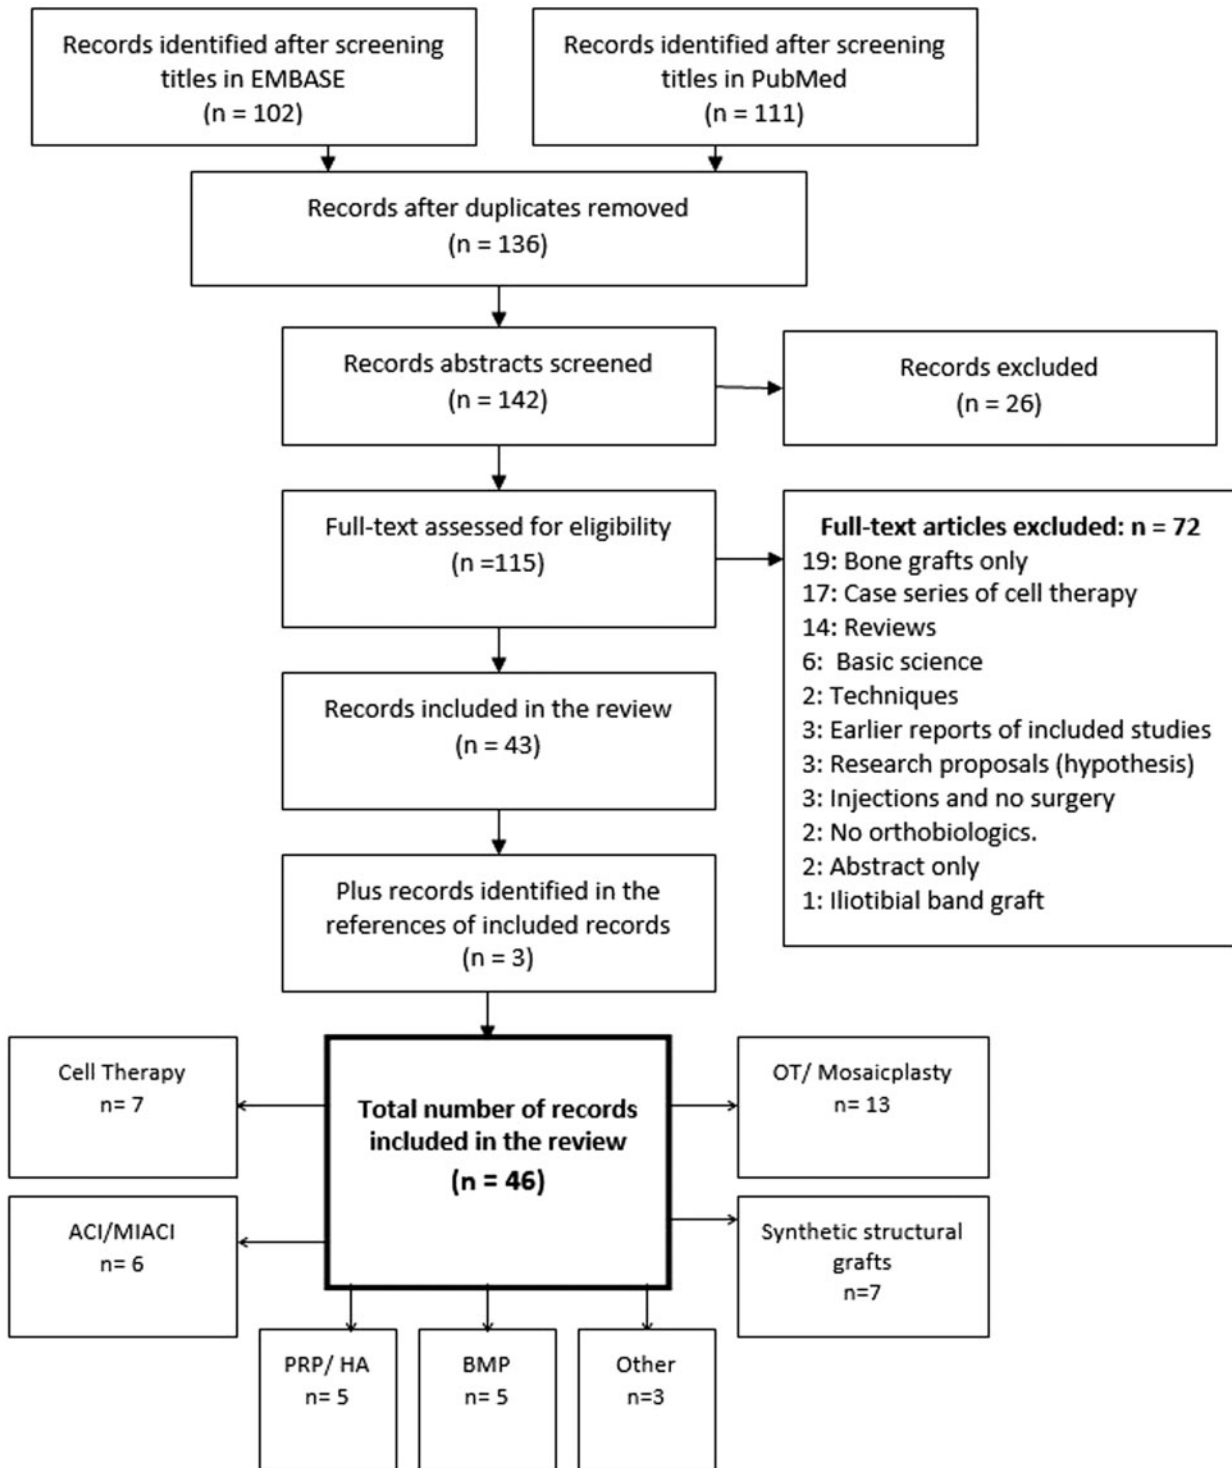 Records identified after screening
titles in EMBASE
(n = 102)
Records identified after screening
titles in PubMed
(n = 111)
Records after duplicates removed
(n = 136)
Records abstracts screened
(n = 142)
Records excluded
(n = 26)
Full-text assessed for eligibility
(n =115)
Full-text articles excluded: n = 72
19: Bone grafts only
17: Case series of cell therapy
14: Reviews
6: Basic science
2: Techniques
3: Earlier reports of included studies
3: Research proposals (hypothesis)
3: Injections and no surgery
2: No orthobiologics.
2: Abstract only
1: Iliotibial band graft
Records included in the review
(n = 43)
Plus records identified in the
references of included records
(n = 3)
Total number of records
included in the review
(n = 46)
Cell Therapy
n= 7
OT/ Mosaicplasty
n= 13
ACI/MIACI
n= 6
Synthetic structural
grafts
n=7
PRP/ HA
n= 5
BMP
n= 5
Other
n=3